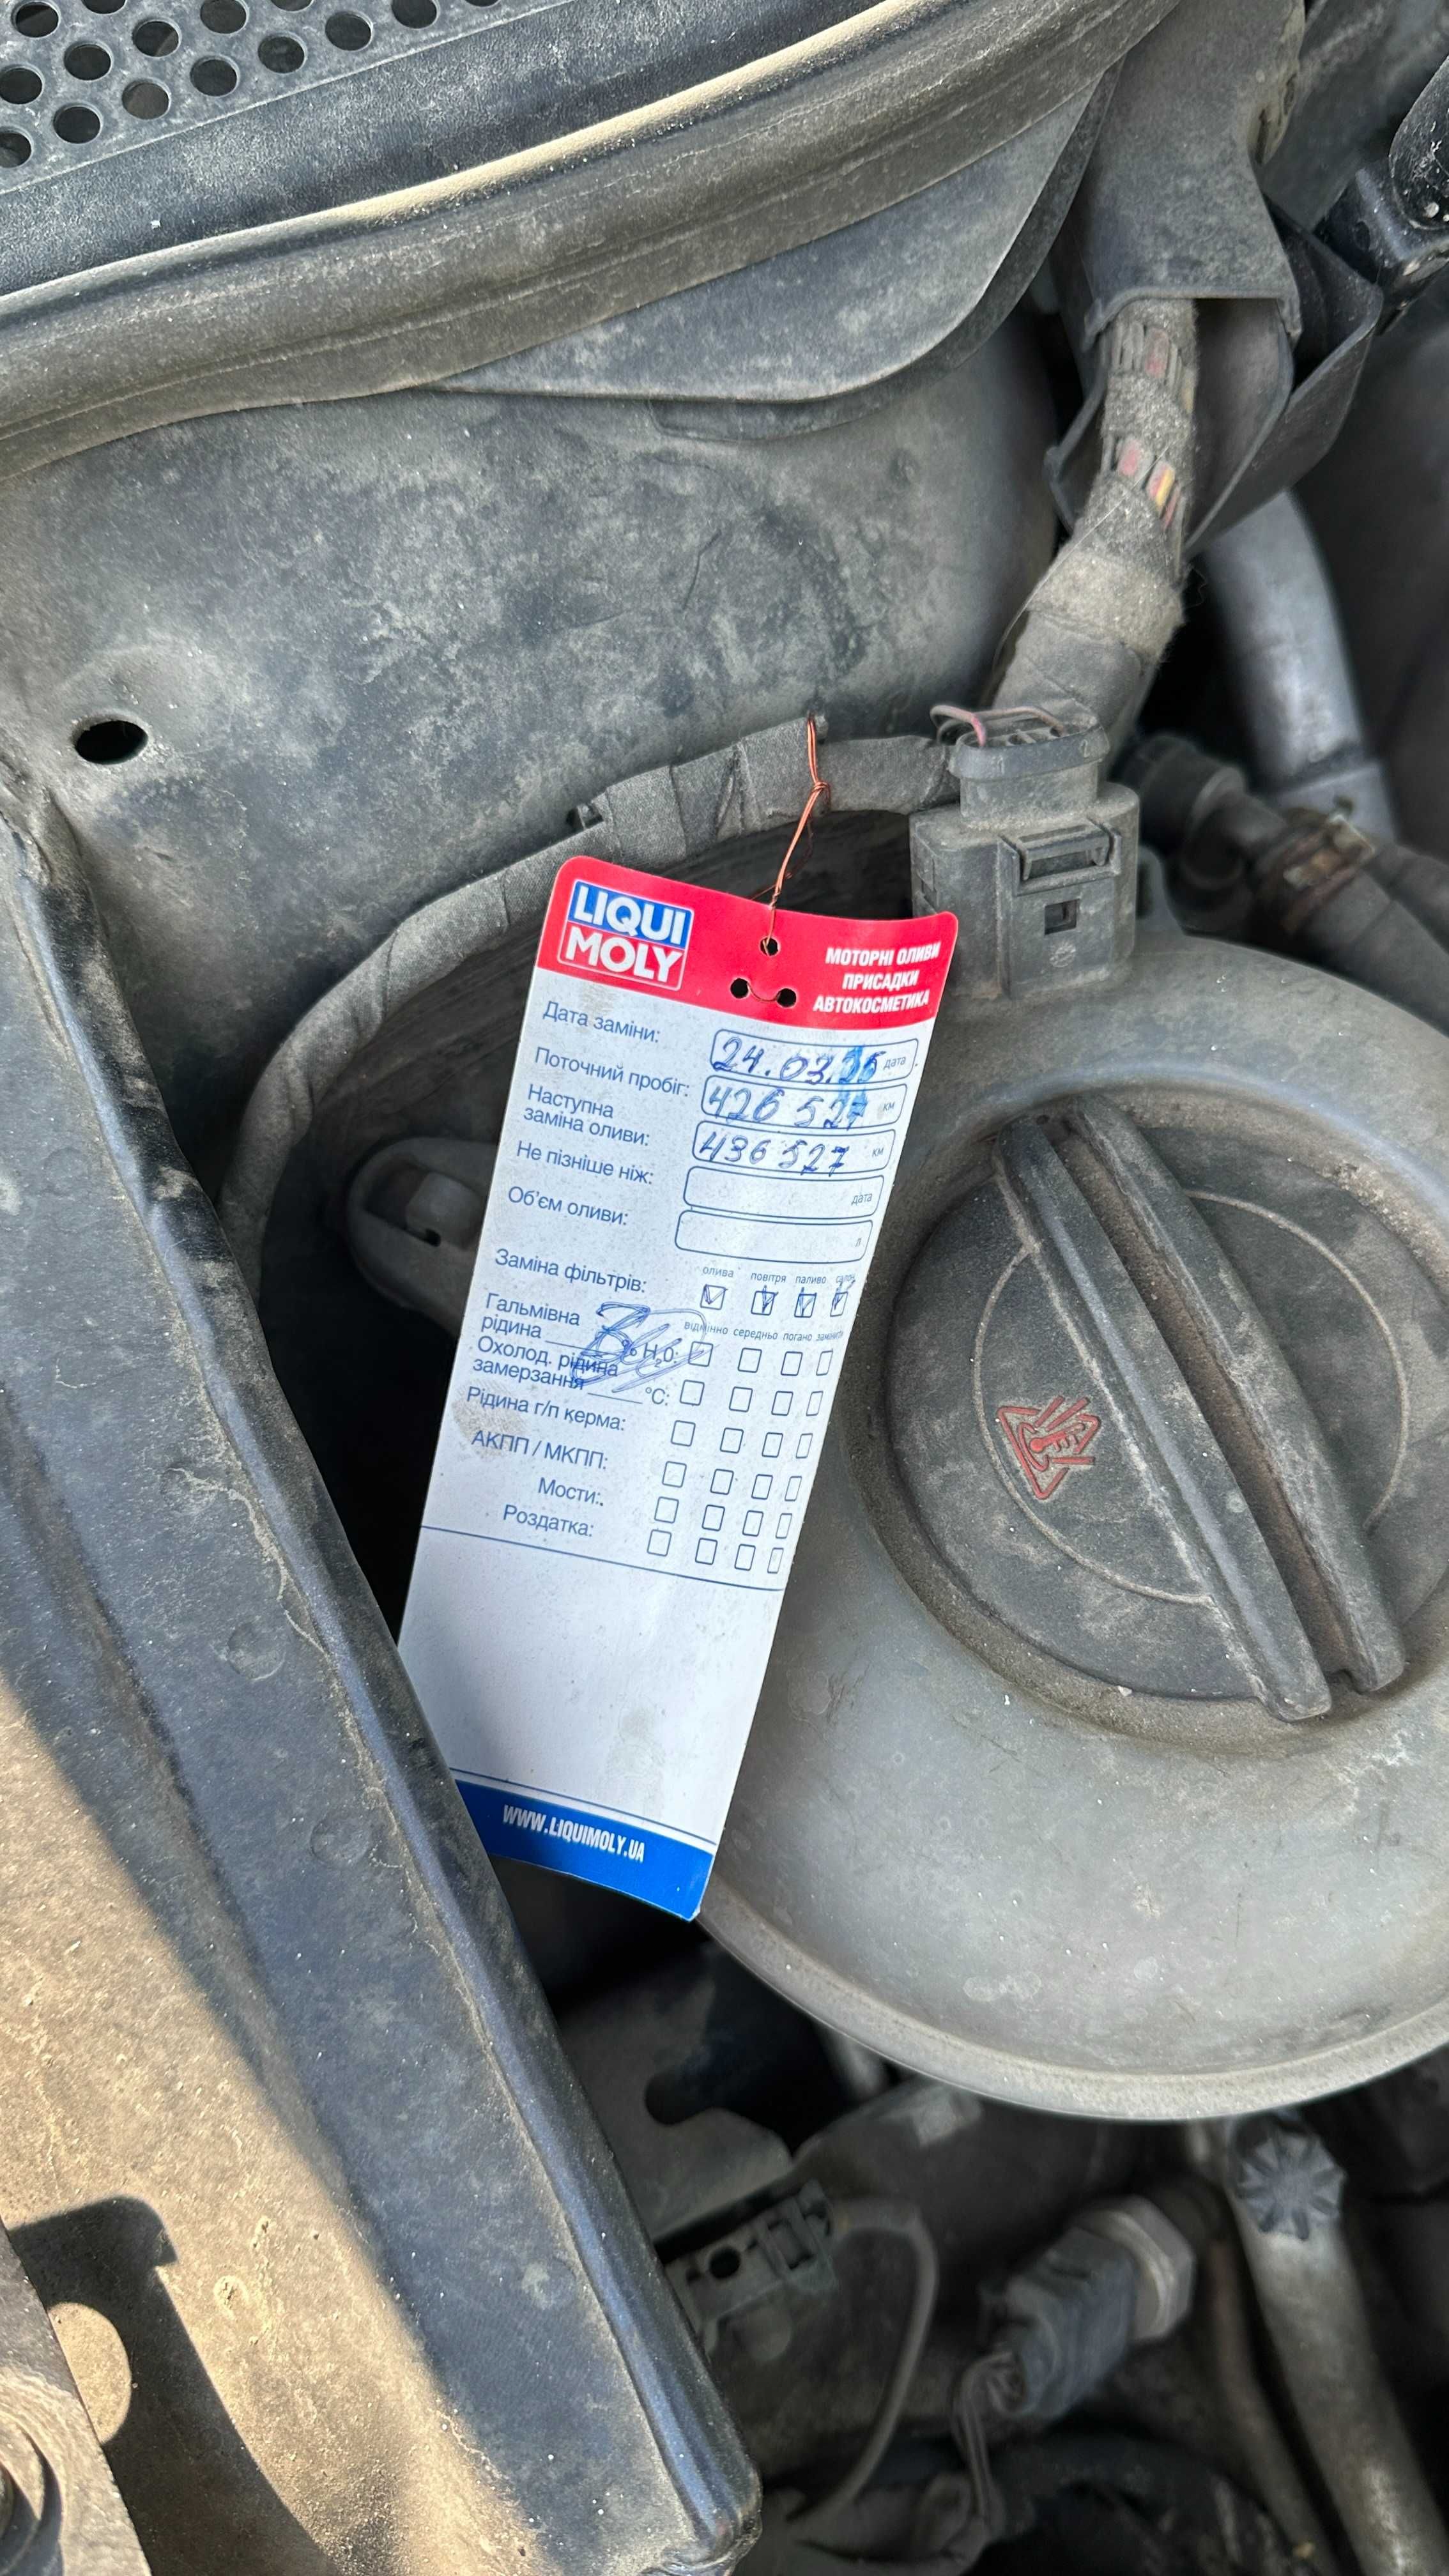 LIQUI
MOLY
МОТОРНІ ОЛИВИ
ПРИСАДКИ
АВТОКОСМЕТИКА
Дата заміни: 24.03. дата
Поточний пробіг: 426 527 км
Наступна
заміна оливи: 436 527 км
Не пізніше ніж: дата
Об'єм оливи: л
олива повітря паливо салон
Заміна фільтрів:
відмінно середньо погано замінити
Гальмівна
рідина % H₂O:
Охолод. рідина
замерзання °C:
Рідина г/п керма:
АКПП / МКПП:
Мости:
Роздатка:
WWW.LIQUIMOLY.UA